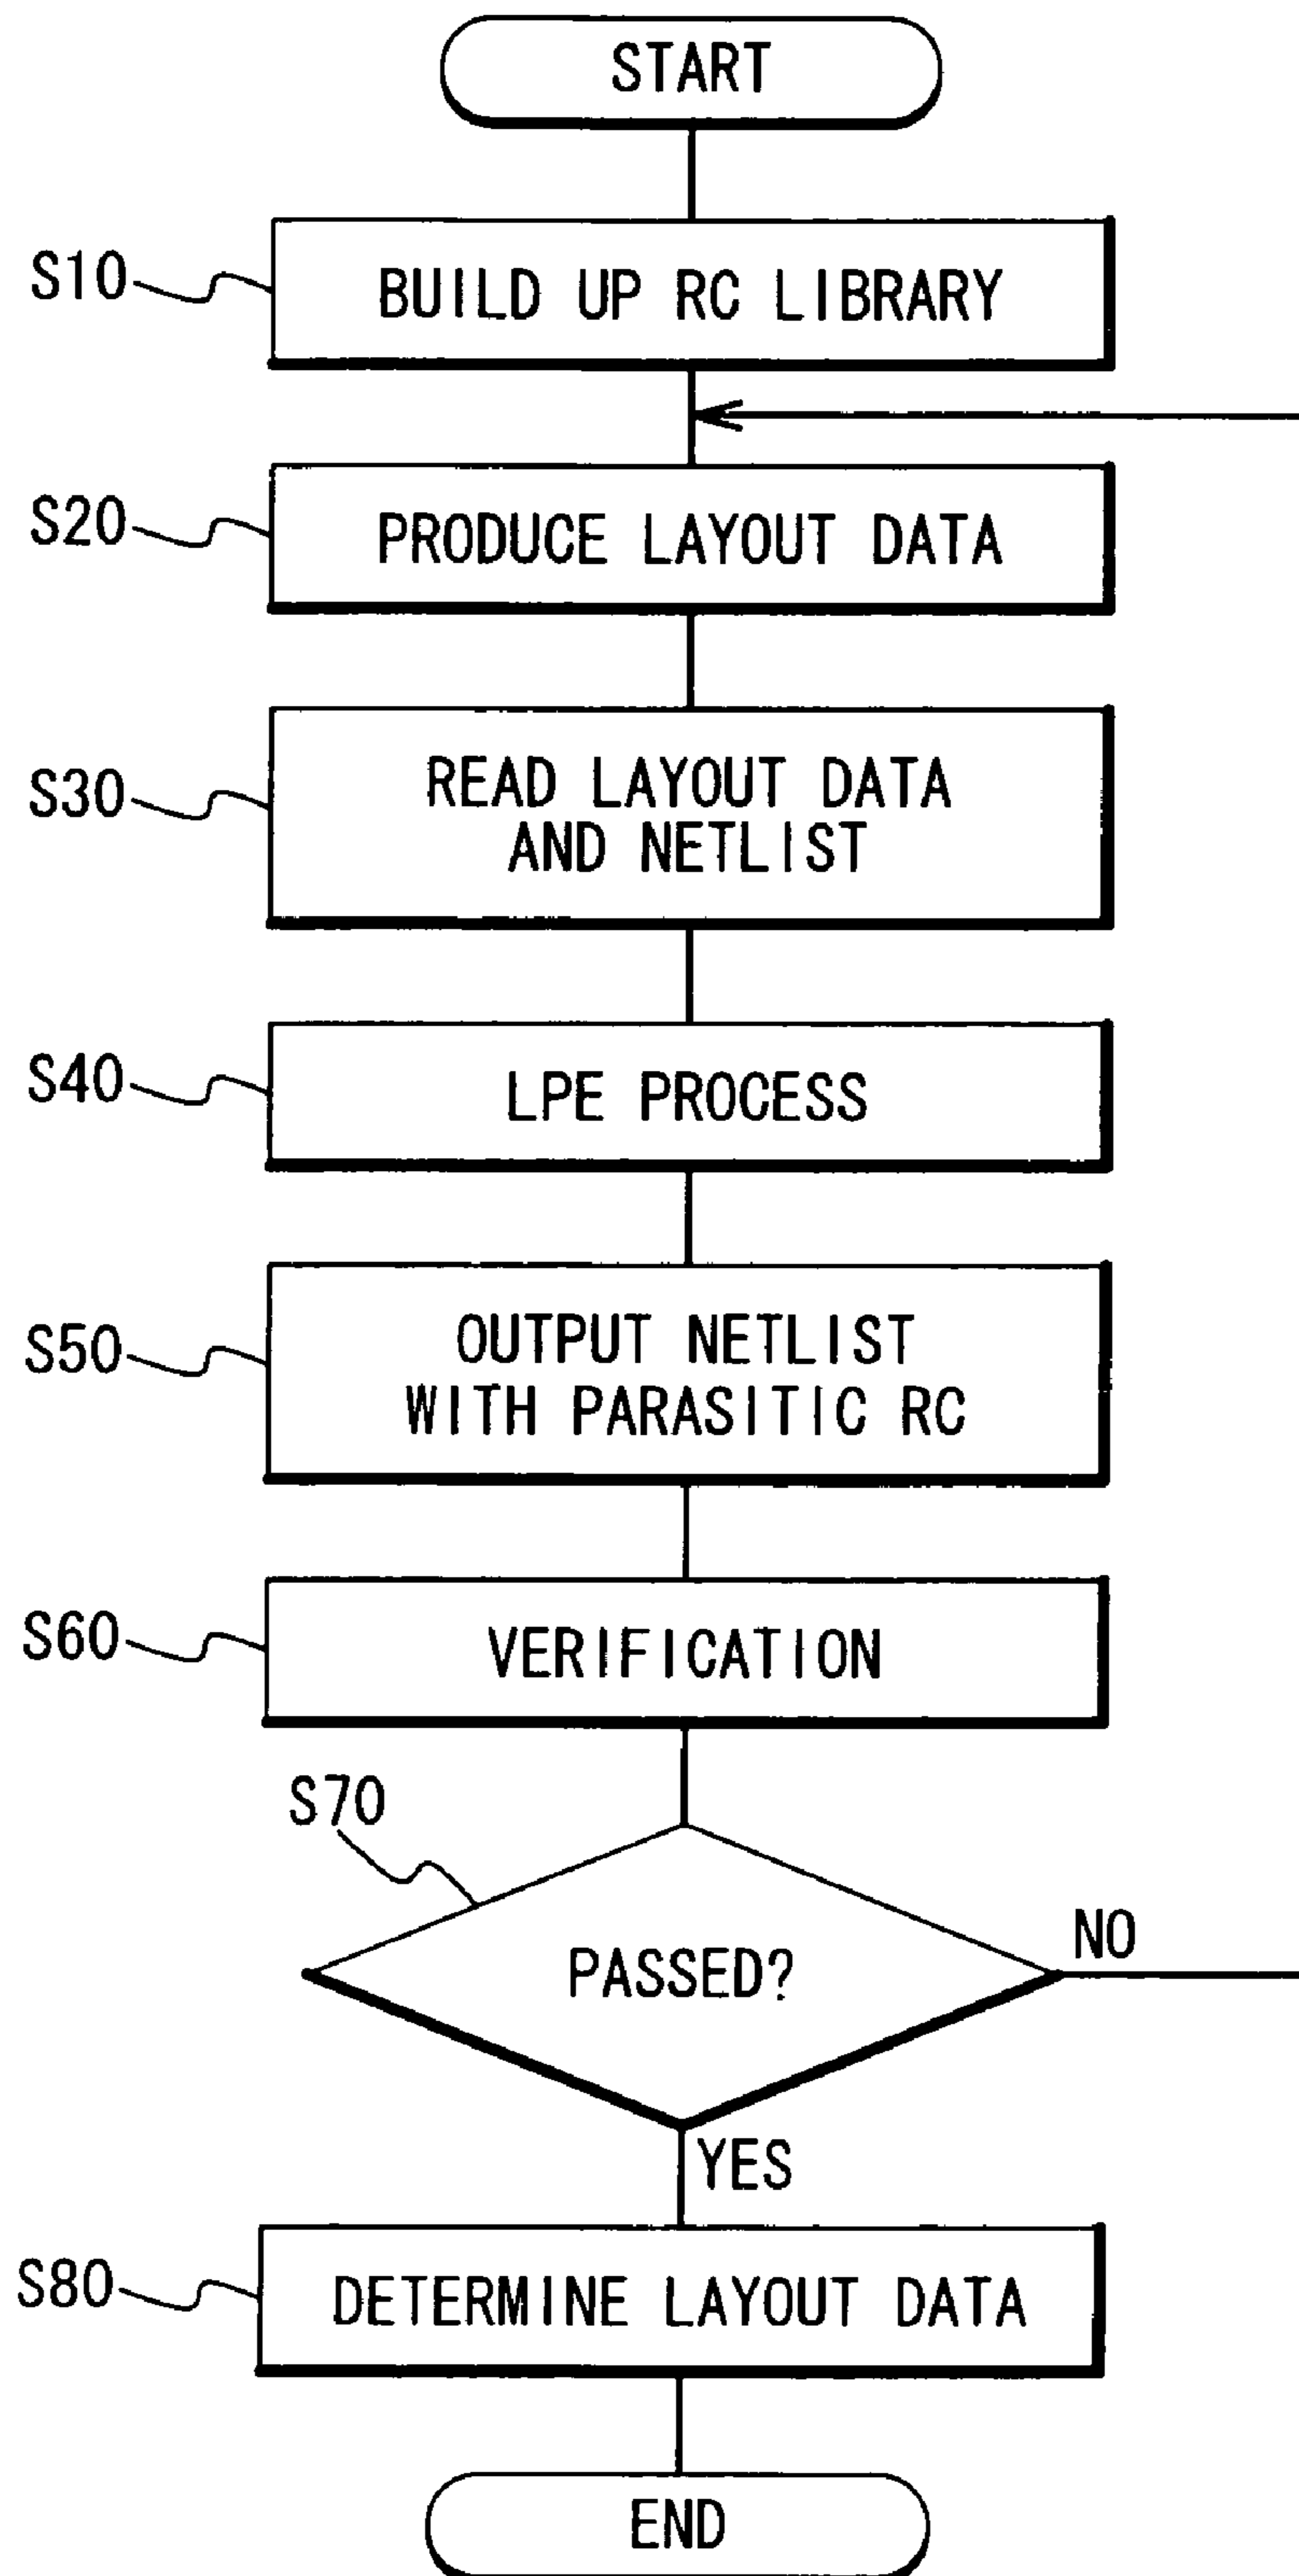 START
S10
BUILD UP RC LIBRARY
S20
PRODUCE LAYOUT DATA
S30
READ LAYOUT DATA
AND NETLIST
S40
LPE PROCESS
S50
OUTPUT NETLIST
WITH PARASITIC RC
S60
VERIFICATION
S70
PASSED?
NO
YES
S80
DETERMINE LAYOUT DATA
END